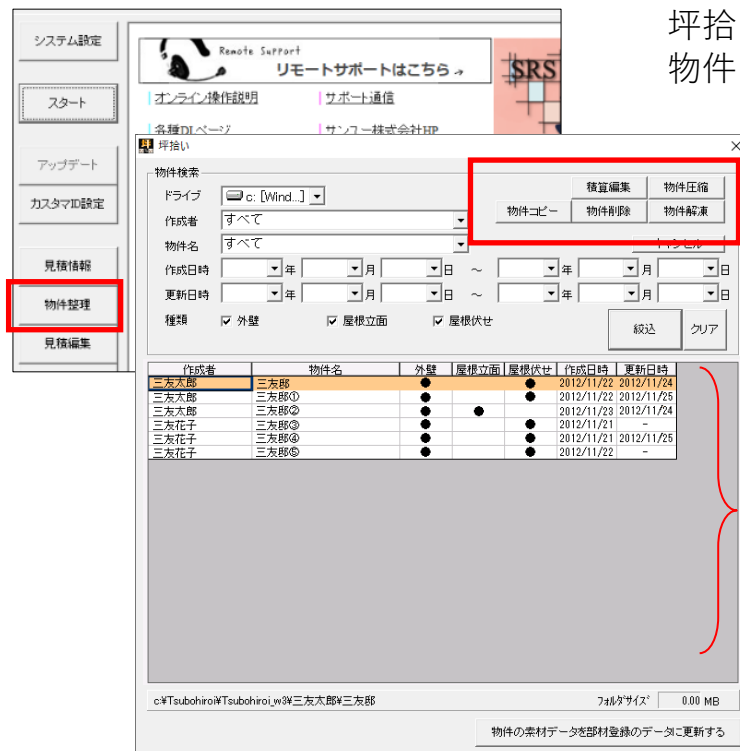 坪拾
物件
システム設定
スタート
アップデート
カスタマID設定
見積情報
物件整理
見積編集
Remote Support
リモートサポートはこちら
SRS
オンライン操作説明 サポート通信
各種DLページ サンユー株式会社HP
坪拾い
物件検索
ドライブ c: [Wind...]
作成者 すべて
物件名 すべて
作成日時 年 月 日 ～ 年 月 日
更新日時 年 月 日 ～ 年 月 日
種類 外壁 屋根立面 屋根伏せ
積算編集 物件圧縮
物件コピー 物件削除 物件解凍
絞込 クリア
作成者 物件名 外壁 屋根立面 屋根伏せ 作成日時 更新日時
三友太郎 三友邸 ● ● 2012/11/22 2012/11/24
三友太郎 三友邸① ● ● 2012/11/22 2012/11/25
三友太郎 三友邸② ● ● 2012/11/23 2012/11/24
三友花子 三友邸③ ● ● 2012/11/21 -
三友花子 三友邸④ ● ● 2012/11/21 2012/11/25
三友花子 三友邸⑤ ● ● 2012/11/22 -
c:¥Tsubohiroi¥Tsubohiroi_w3¥三友太郎¥三友邸 フォルダサイズ 0.00 MB
物件の素材データを部材登録のデータに更新する